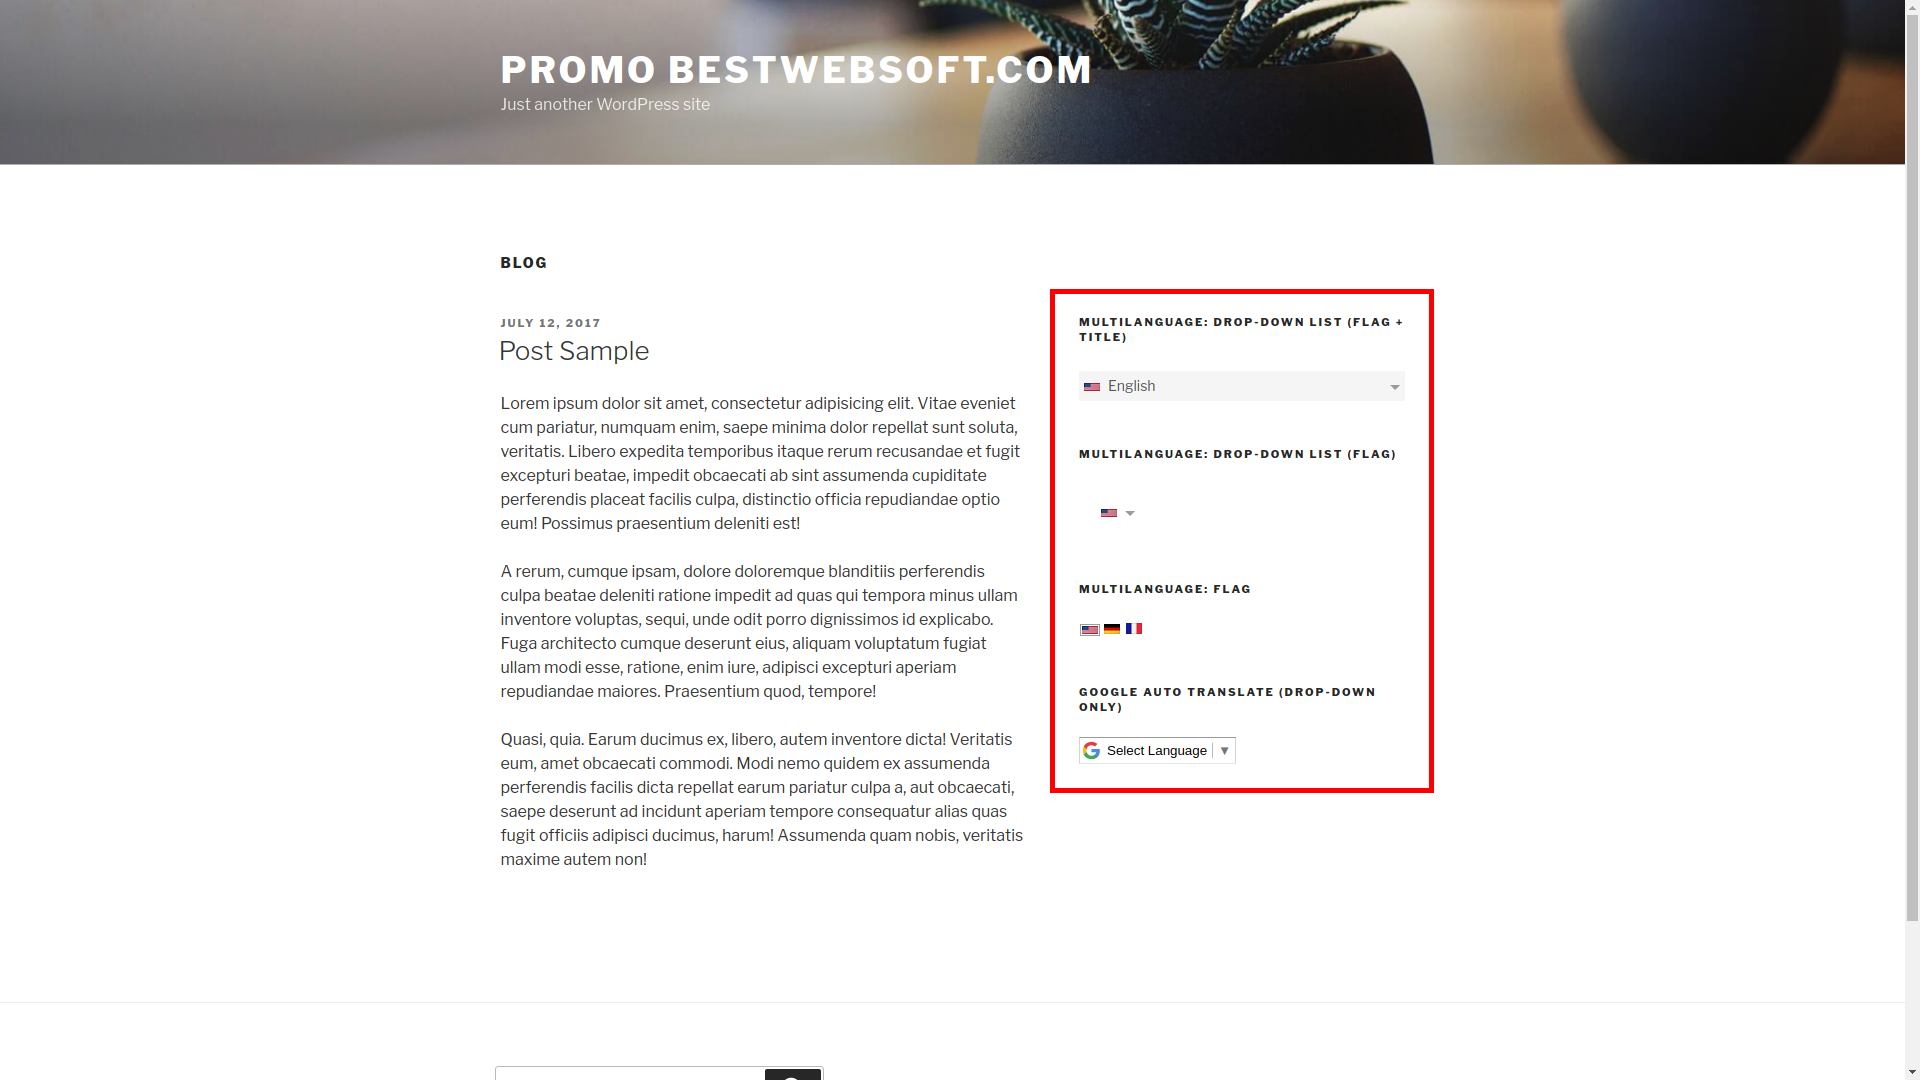 PROMO BESTWEBSOFT.COM
Just another WordPress site
BLOG
JULY 12, 2017
Post Sample
Lorem ipsum dolor sit amet, consectetur adipisicing elit. Vitae eveniet
cum pariatur, numquam enim, saepe minima dolor repellat sunt soluta,
veritatis. Libero expedita temporibus itaque rerum recusandae et fugit
excepturi beatae, impedit obcaecati ab sint assumenda cupiditate
perferendis placeat facilis culpa, distinctio officia repudiandae optio
eum! Possimus praesentium deleniti est!
A rerum, cumque ipsam, dolore doloremque blanditiis perferendis
culpa beatae deleniti ratione impedit ad quas qui tempora minus ullam
inventore voluptas, sequi, unde odit porro dignissimos id explicabo.
Fuga architecto cumque deserunt eius, aliquam voluptatum fugiat
ullam modi esse, ratione, enim iure, adipisci excepturi aperiam
repudiandae maiores. Praesentium quod, tempore!
Quasi, quia. Earum ducimus ex, libero, autem inventore dicta! Veritatis
eum, amet obcaecati commodi. Modi nemo quidem ex assumenda
perferendis facilis dicta repellat earum pariatur culpa a, aut obcaecati,
saepe deserunt ad incidunt aperiam tempore consequatur alias quas
fugit officiis adipisci ducimus, harum! Assumenda quam nobis, veritatis
maxime autem non!
MULTILANGUAGE: DROP-DOWN LIST (FLAG +
TITLE)
English
MULTILANGUAGE: DROP-DOWN LIST (FLAG)
MULTILANGUAGE: FLAG
GOOGLE AUTO TRANSLATE (DROP-DOWN
ONLY)
Select Language ▼